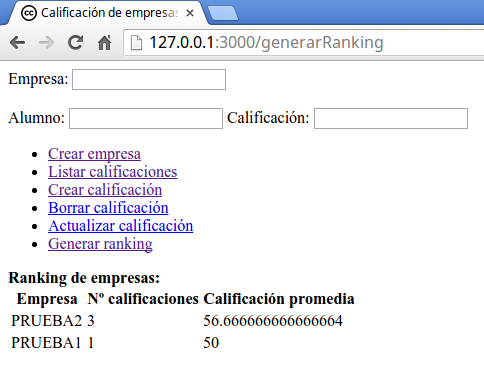 Calificación de empresas
127.0.0.1:3000/generarRanking
Empresa:
Alumno: Calificación:
Crear empresa
Listar calificaciones
Crear calificación
Borrar calificación
Actualizar calificación
Generar ranking
Ranking de empresas:
Empresa Nº calificaciones Calificación promedia
PRUEBA2 3 56.666666666666664
PRUEBA1 1 50